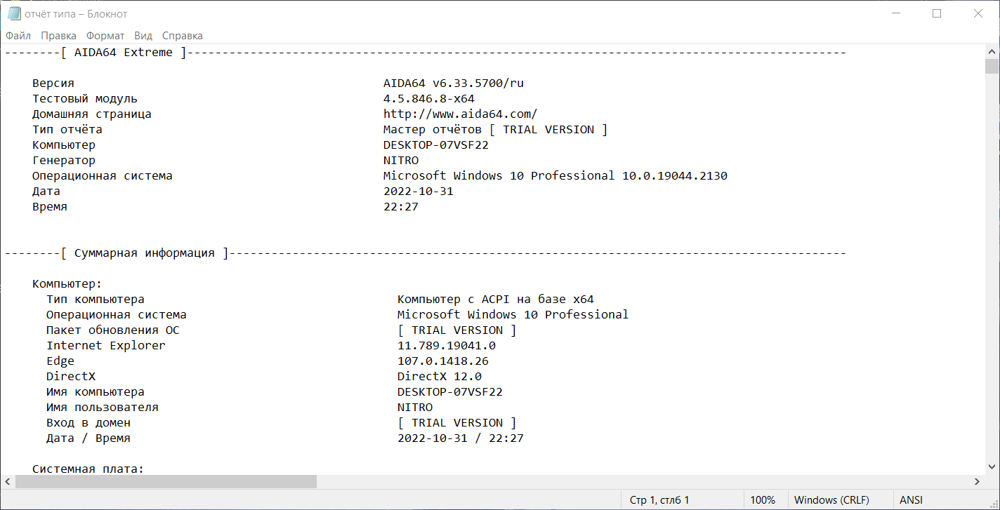 отчёт типа – Блокнот
Файл Правка Формат Вид Справка
--------[ AIDA64 Extreme ]----------------------------------------------------------------------------------------------
Версия AIDA64 v6.33.5700/ru
Тестовый модуль 4.5.846.8-x64
Домашняя страница http://www.aida64.com/
Тип отчёта Мастер отчётов [ TRIAL VERSION ]
Компьютер DESKTOP-07VSF22
Генератор NITRO
Операционная система Microsoft Windows 10 Professional 10.0.19044.2130
Дата 2022-10-31
Время 22:27
--------[ Суммарная информация ]----------------------------------------------------------------------------------------
Компьютер:
Тип компьютера Компьютер с ACPI на базе x64
Операционная система Microsoft Windows 10 Professional
Пакет обновления ОС [ TRIAL VERSION ]
Internet Explorer 11.789.19041.0
Edge 107.0.1418.26
DirectX DirectX 12.0
Имя компьютера DESKTOP-07VSF22
Имя пользователя NITRO
Вход в домен [ TRIAL VERSION ]
Дата / Время 2022-10-31 / 22:27
Системная плата:
Стр 1, стлб 1 100% Windows (CRLF) ANSI